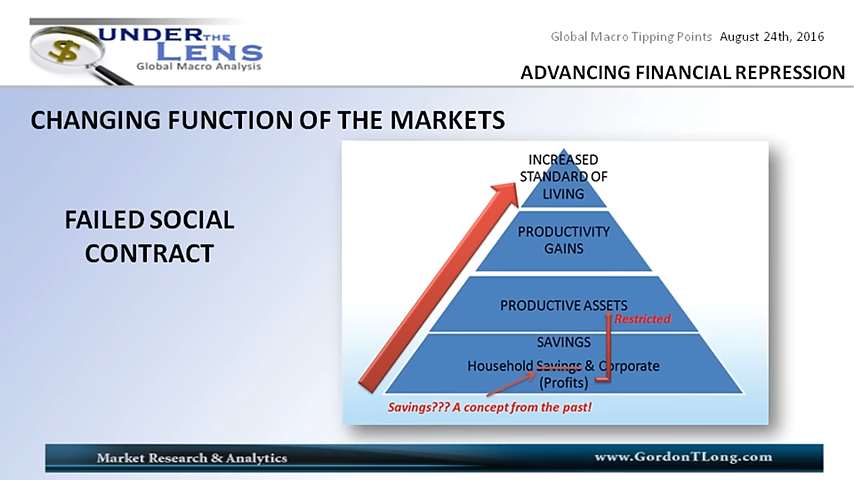 UNDER THE
LENS
Global Macro Analysis
Global Macro Tipping Points August 24th, 2016
ADVANCING FINANCIAL REPRESSION
CHANGING FUNCTION OF THE MARKETS
FAILED SOCIAL
CONTRACT
INCREASED
STANDARD OF
LIVING
PRODUCTIVITY
GAINS
PRODUCTIVE ASSETS
Restricted
SAVINGS
Household Savings & Corporate
(Profits)
Savings??? A concept from the past!
Market Research & Analytics
www.GordonTLong.com